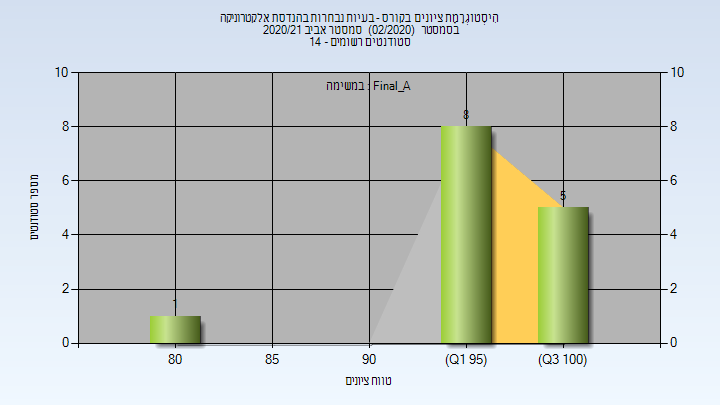 היסטוגרמת ציונים בקורס - בעיות נבחרות בהנדסת אלקטרוניקה
בסמסטר (02/2020) סמסטר אביב 2020/21
סטודנטים רשומים - 14
במשימה : Final_A
10 10
8 8
6 6
4 4
2 2
0 0
1
8
5
מספר סטודנטים
80 85 90 (Q1 95) (Q3 100)
טווח ציונים